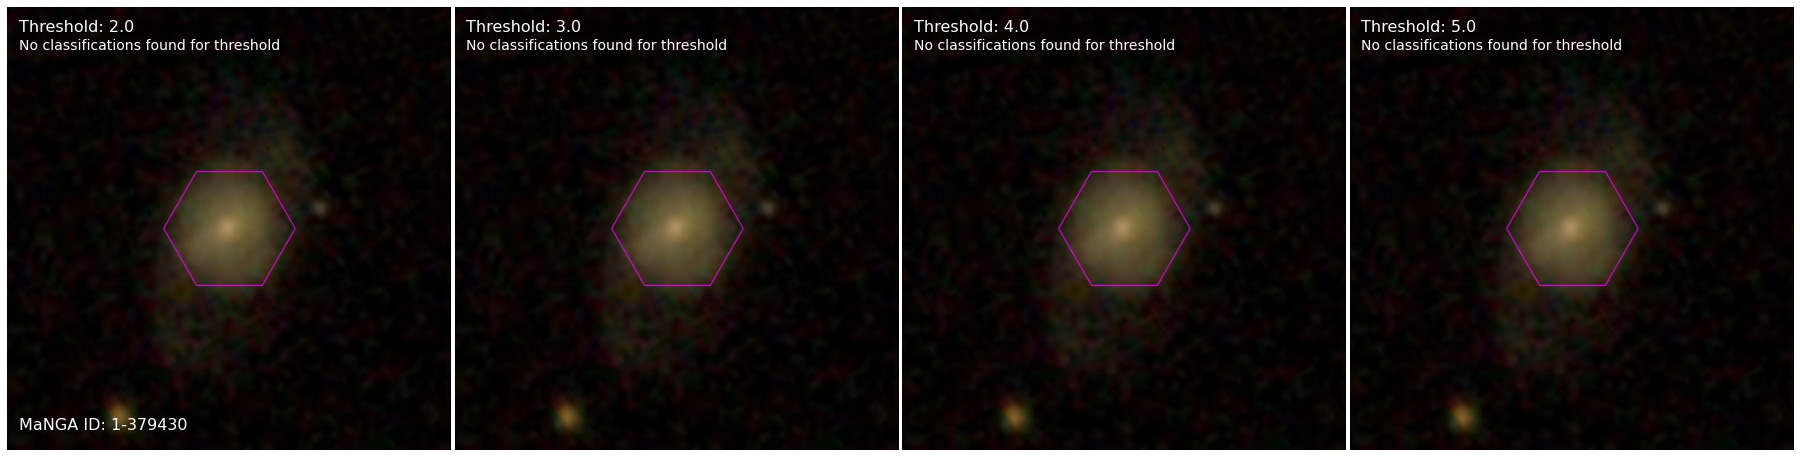 Threshold: 2.0
No classifications found for threshold
MaNGA ID: 1-379430
Threshold: 3.0
No classifications found for threshold
Threshold: 4.0
No classifications found for threshold
Threshold: 5.0
No classifications found for threshold